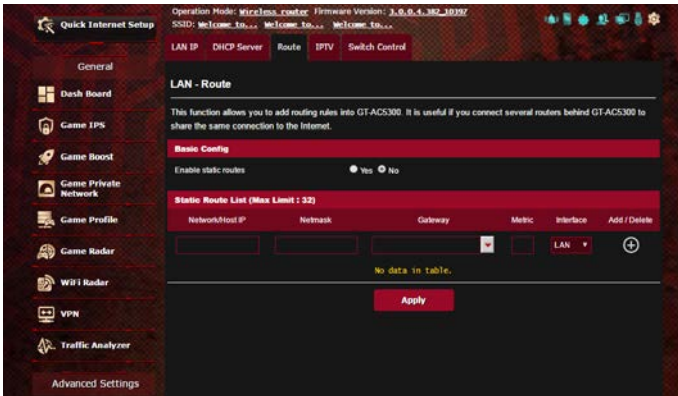 Quick Internet Setup
Operation Mode: Wireless router Firmware Version: 3.0.0.4.382_10397
SSID: Welcome to... Welcome to... Welcome to...
LAN IP DHCP Server Route IPTV Switch Control
General
Dash Board
Game IPS
Game Boost
Game Private
Network
Game Profile
Game Radar
WiFi Radar
VPN
Traffic Analyzer
Advanced Settings
LAN - Route
This function allows you to add routing rules into GT-AC5300. It is useful if you connect several routers behind GT-AC5300 to
share the same connection to the Internet.
Basic Config
Enable static routes Yes No
Static Route List (Max Limit : 32)
Network/Host IP Netmask Gateway Metric Interface Add / Delete
LAN
No data in table.
Apply